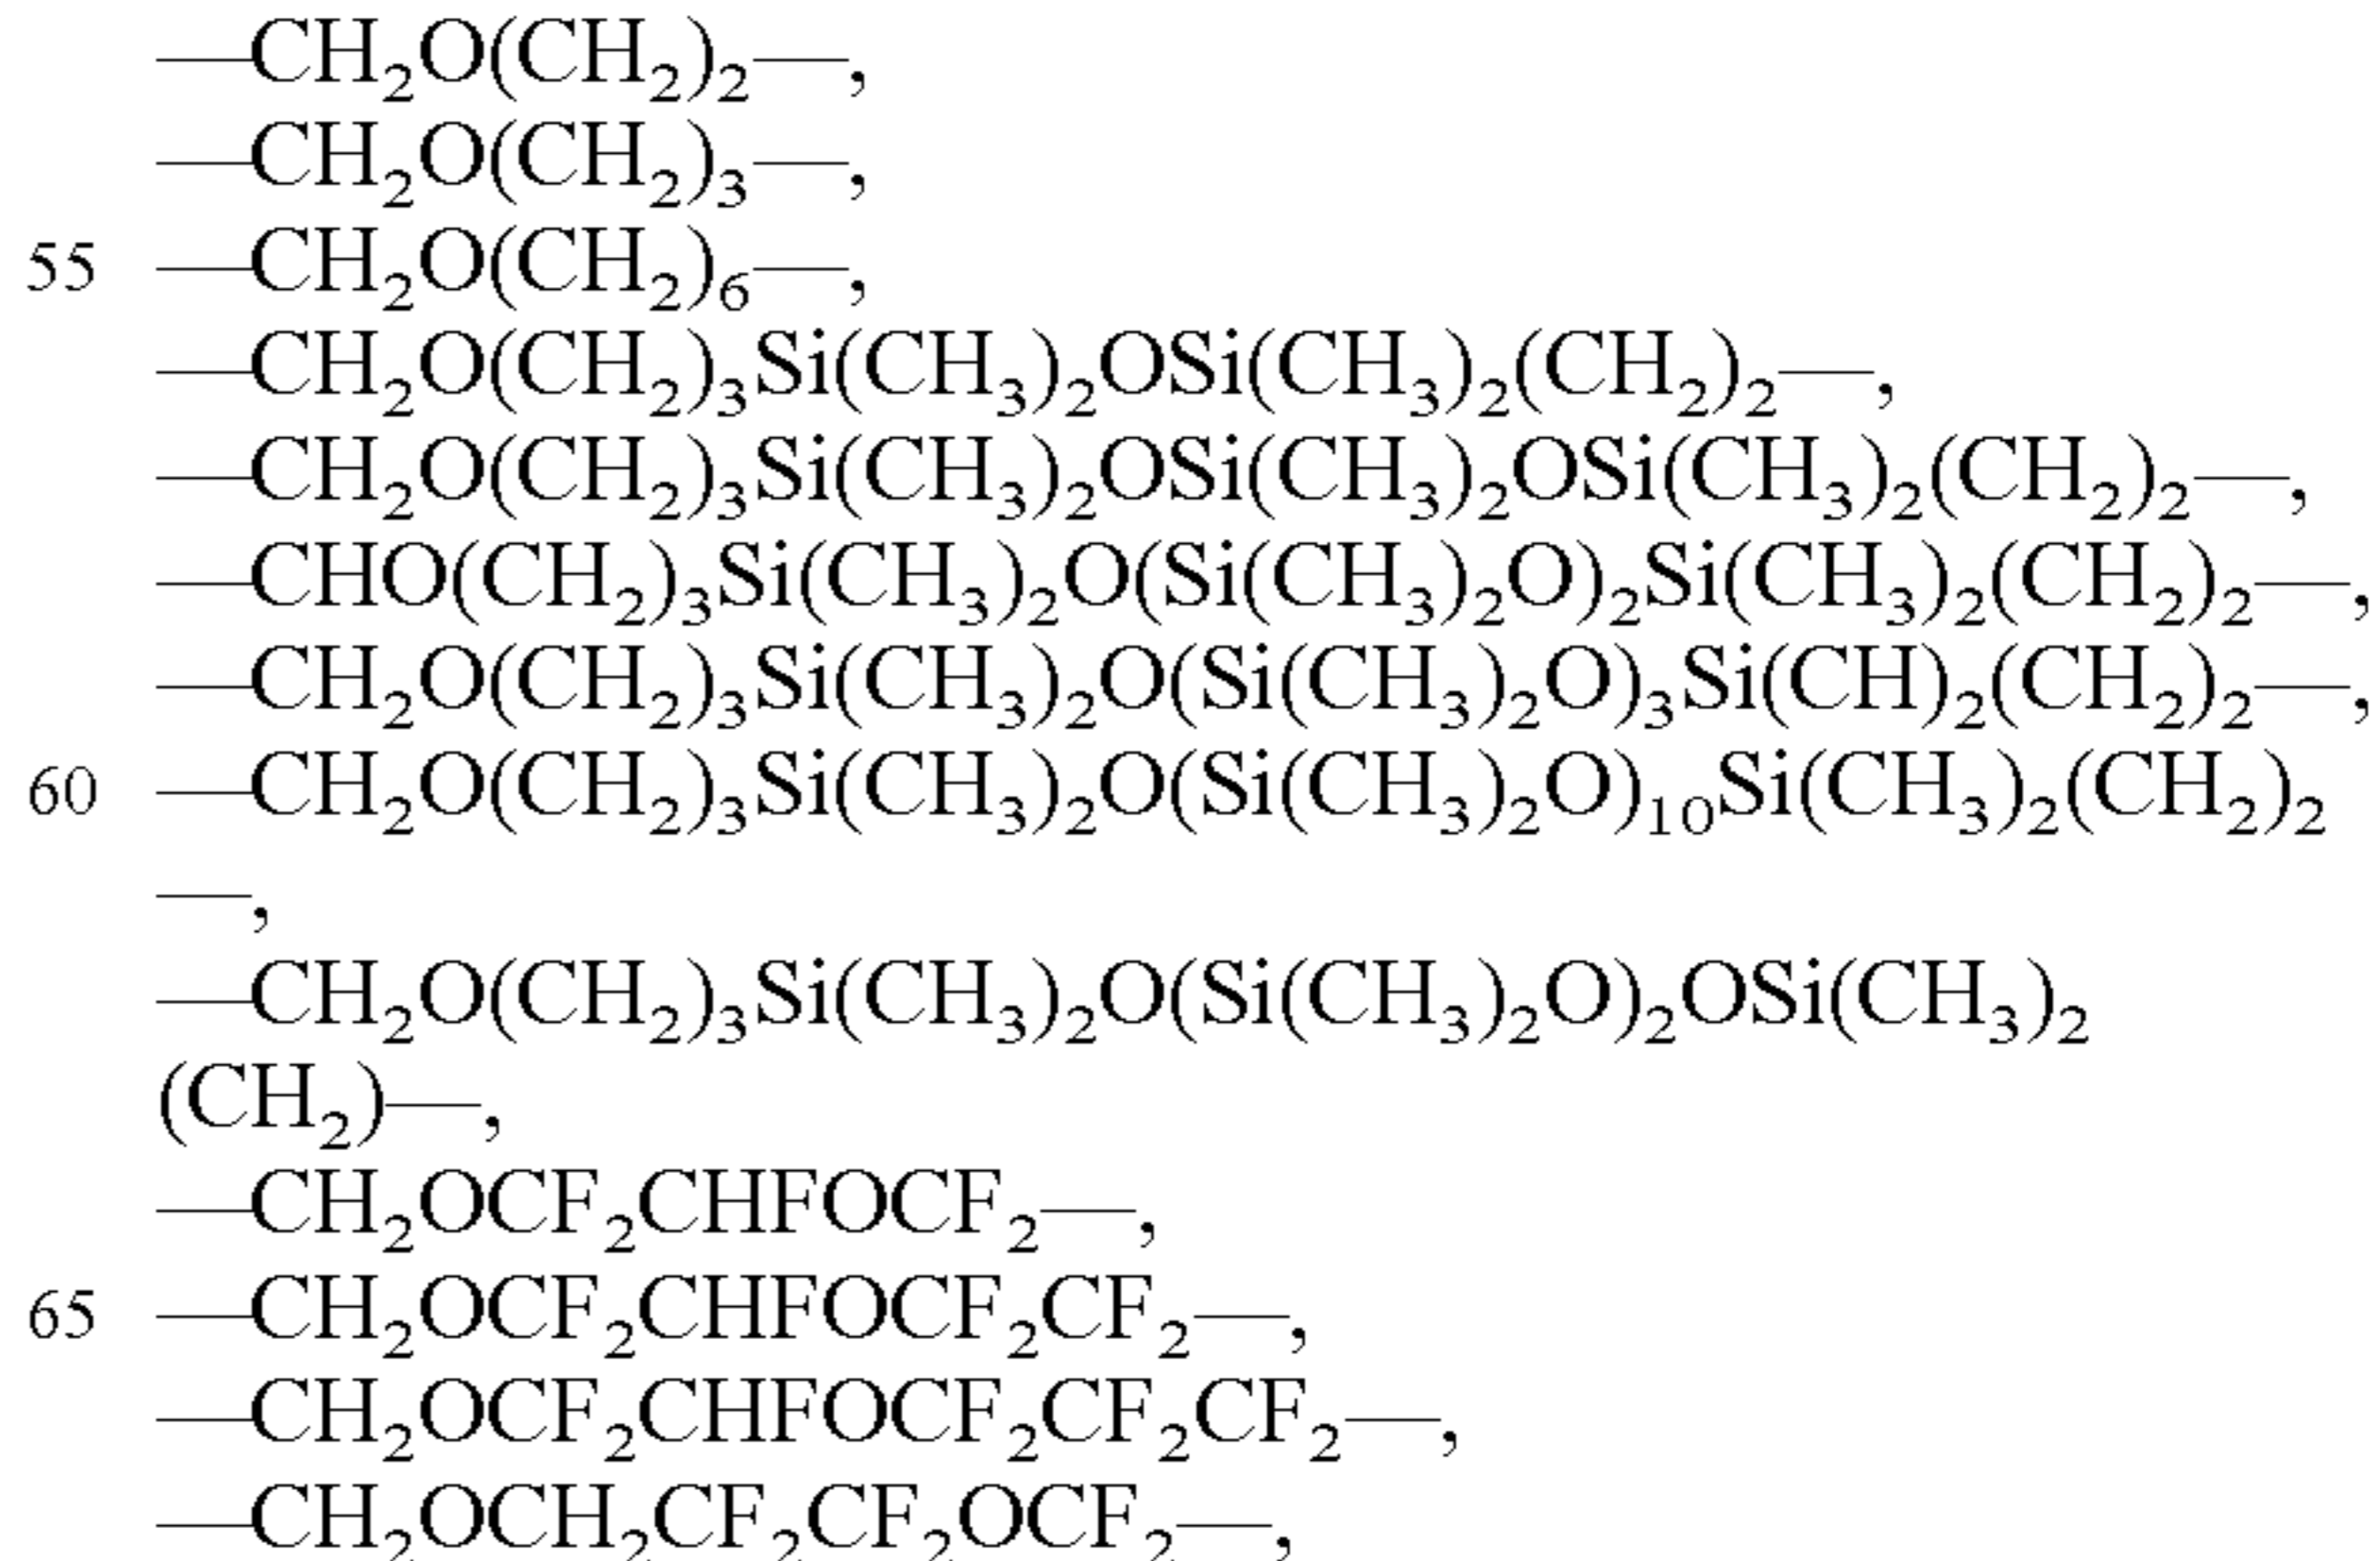 —CH₂O(CH₂)₂—,
—CH₂O(CH₂)₃—,
55 —CH₂O(CH₂)₆—,
—CH₂O(CH₂)₃Si(CH₃)₂OSi(CH₃)₂(CH₂)₂—,
—CH₂O(CH₂)₃Si(CH₃)₂OSi(CH₃)₂OSi(CH₃)₂(CH₂)₂—,
—CHO(CH₂)₃Si(CH₃)₂O(Si(CH₃)₂O)₂Si(CH₃)₂(CH₂)₂—,
—CH₂O(CH₂)₃Si(CH₃)₂O(Si(CH₃)₂O)₃Si(CH)₂(CH₂)₂—,
60 —CH₂O(CH₂)₃Si(CH₃)₂O(Si(CH₃)₂O)₁₀Si(CH₃)₂(CH₂)₂
—,
—CH₂O(CH₂)₃Si(CH₃)₂O(Si(CH₃)₂O)₂OSi(CH₃)₂
(CH₂)—,
—CH₂OCF₂CHFOCF₂—,
65 —CH₂OCF₂CHFOCF₂CF₂—,
—CH₂OCF₂CHFOCF₂CF₂CF₂—,
—CH₂OCH₂CF₂CF₂OCF₂—,